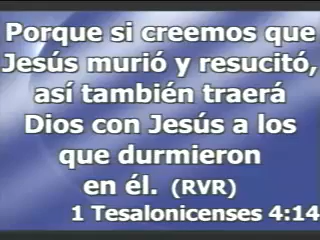 Porque si creemos que
Jesús murió y resucitó,
así también traerá
Dios con Jesús a los
que durmieron
en él. (RVR)
1 Tesalonicenses 4:14